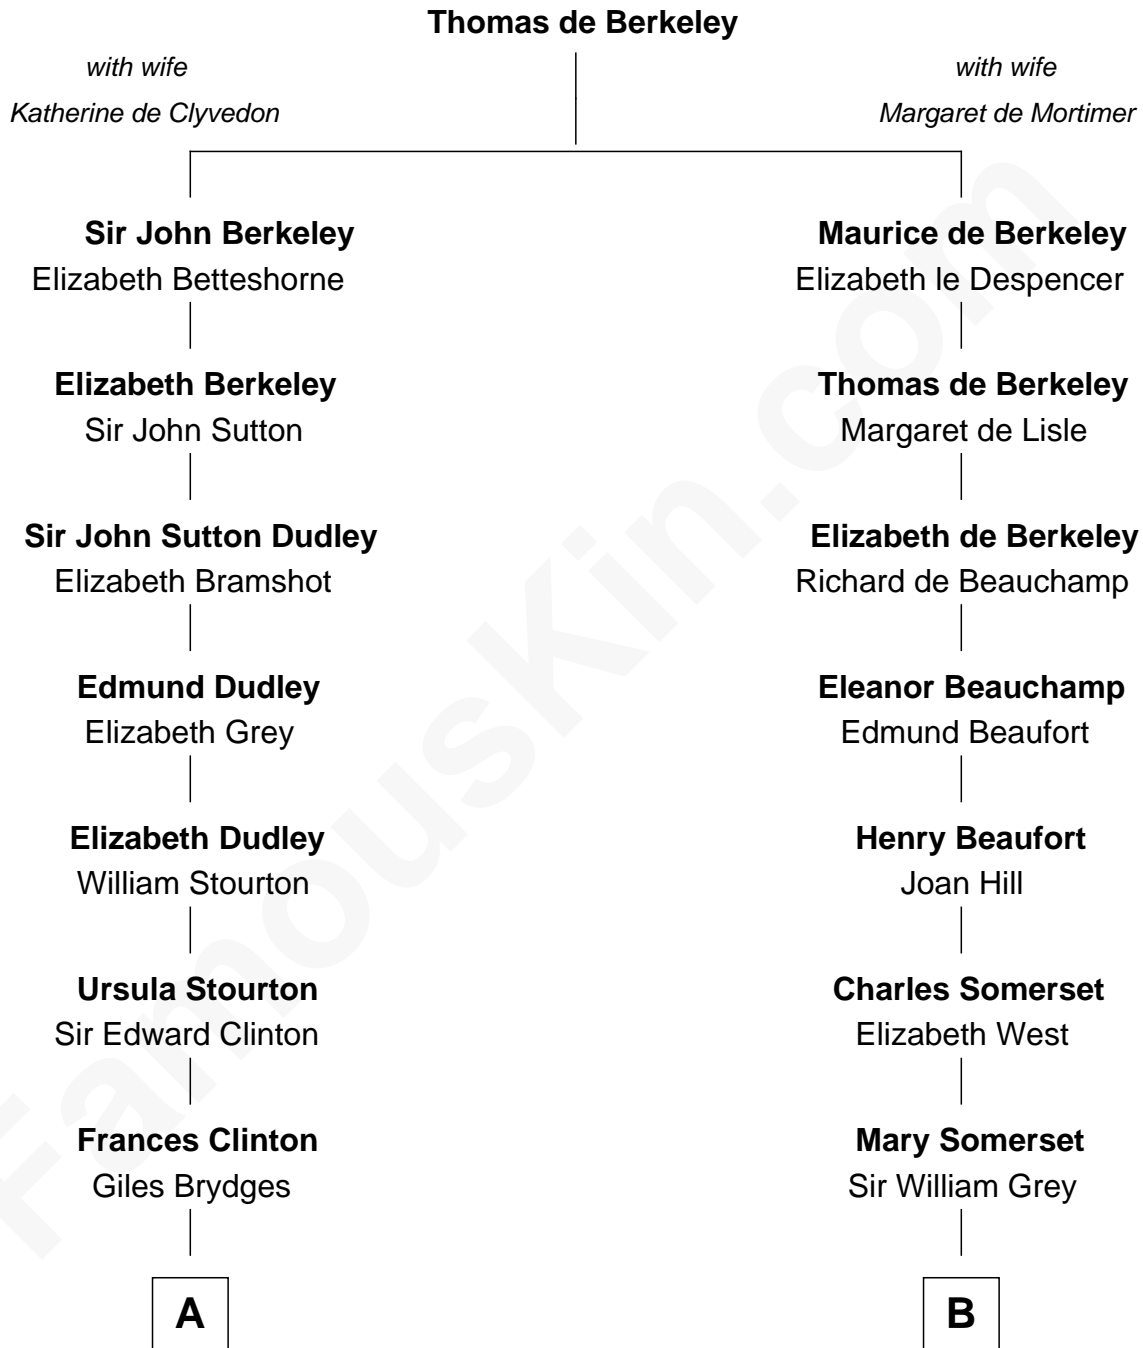 Thomas de Berkeley
with wife
Katherine de Clyvedon
with wife
Margaret de Mortimer
Sir John Berkeley
Elizabeth Betteshorne
Maurice de Berkeley
Elizabeth le Despencer
Elizabeth Berkeley
Sir John Sutton
Thomas de Berkeley
Margaret de Lisle
Sir John Sutton Dudley
Elizabeth Bramshot
Elizabeth de Berkeley
Richard de Beauchamp
Edmund Dudley
Elizabeth Grey
Eleanor Beauchamp
Edmund Beaufort
Elizabeth Dudley
William Stourton
Henry Beaufort
Joan Hill
Ursula Stourton
Sir Edward Clinton
Charles Somerset
Elizabeth West
Frances Clinton
Giles Brydges
Mary Somerset
Sir William Grey
A
B
FamousKin.com